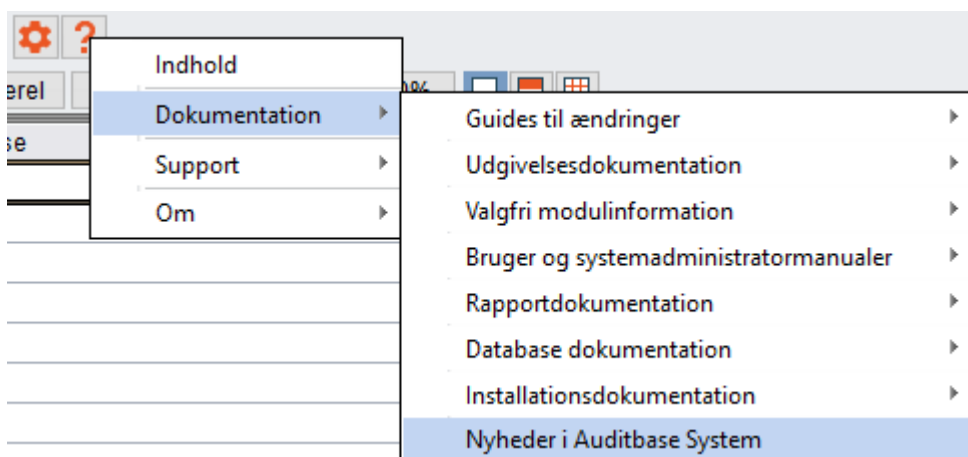 ?
Indhold
erel
0%
Dokumentation
Guides til ændringer
se
Support
Udgivelsesdokumentation
Om
Valgfri modulinformation
Bruger og systemadministratormanualer
Rapportdokumentation
Database dokumentation
Installationsdokumentation
Nyheder i Auditbase System